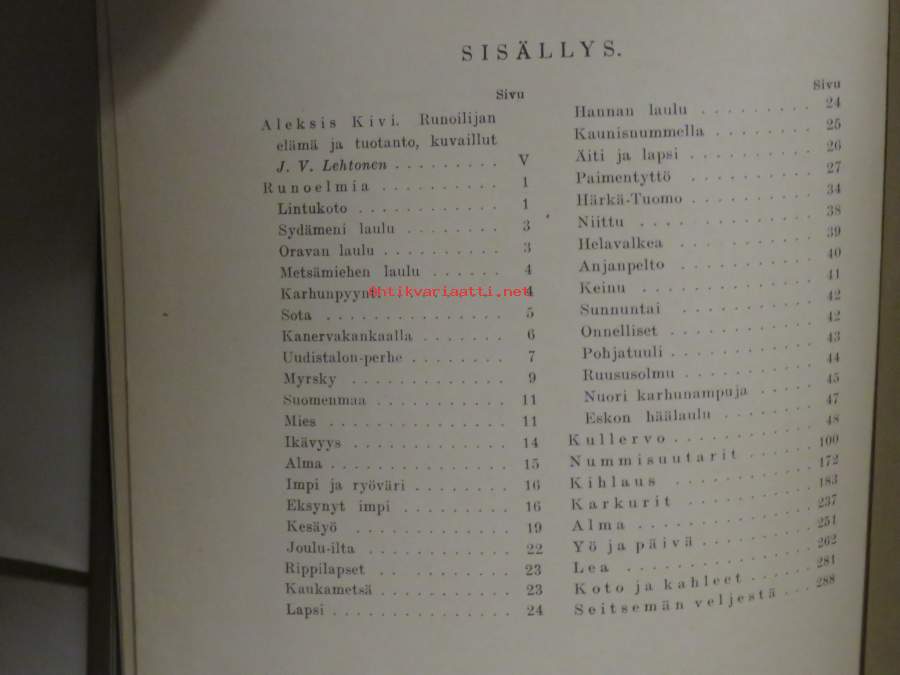 SISÄLLYS.
Sivu
Aleksis Kivi. Runoilijan
elämä ja tuotanto, kuvaillut
J. V. Lehtonen . . . . . . . . . . V
Runoelmia . . . . . . . . . . . 1
Lintukoto . . . . . . . . . . . . 1
Sydämeni laulu . . . . . . . . 3
Oravan laulu . . . . . . . . . . 3
Metsämiehen laulu . . . . . . 4
Karhunpyynti 4
Sota . . . . . . . . . . . . . . . 5
Kanervakankaalla . . . . . . . 6
Uudistalon-perhe . . . . . . . . 7
Myrsky . . . . . . . . . . . . . 9
Suomenmaa . . . . . . . . . . . 11
Mies . . . . . . . . . . . . . . . 11
Ikävyys . . . . . . . . . . . . . 14
Alma . . . . . . . . . . . . . . . 15
Impi ja ryöväri . . . . . . . . 16
Eksynyt impi . . . . . . . . . 16
Kesäyö . . . . . . . . . . . . . 19
Joulu-ilta . . . . . . . . . . . 22
Rippilapset . . . . . . . . . . 23
Kaukametsä . . . . . . . . . . . 23
Lapsi . . . . . . . . . . . . . . 24
Sivu
Hannan laulu . . . . . . . . . 24
Kaunisnummella . . . . . . . . 25
Äiti ja lapsi . . . . . . . . . . 26
Paimentyttö . . . . . . . . . . 27
Härkä-Tuomo . . . . . . . . . . 34
Niittu . . . . . . . . . . . . . 38
Helavalkea . . . . . . . . . . . 39
Anjanpelto . . . . . . . . . . . 40
Keinu . . . . . . . . . . . . . . 41
Sunnuntai . . . . . . . . . . . 42
Onnelliset . . . . . . . . . . . 42
Pohjatuuli . . . . . . . . . . . 43
Ruususolmu . . . . . . . . . . . 44
Nuori karhunampuja . . . . . 45
Eskon häälaulu . . . . . . . . 47
Kullervo . . . . . . . . . . . . 48
Nummisuutarit . . . . . . . 100
Kihlaus . . . . . . . . . . . . 172
Karkurit . . . . . . . . . . . 183
Alma . . . . . . . . . . . . . . 237
Yö ja päivä . . . . . . . . . 251
Lea . . . . . . . . . . . . . . . 262
Koto ja kahleet . . . . . . 281
Seitsemän veljestä . . . 288
antikvariaatti.net